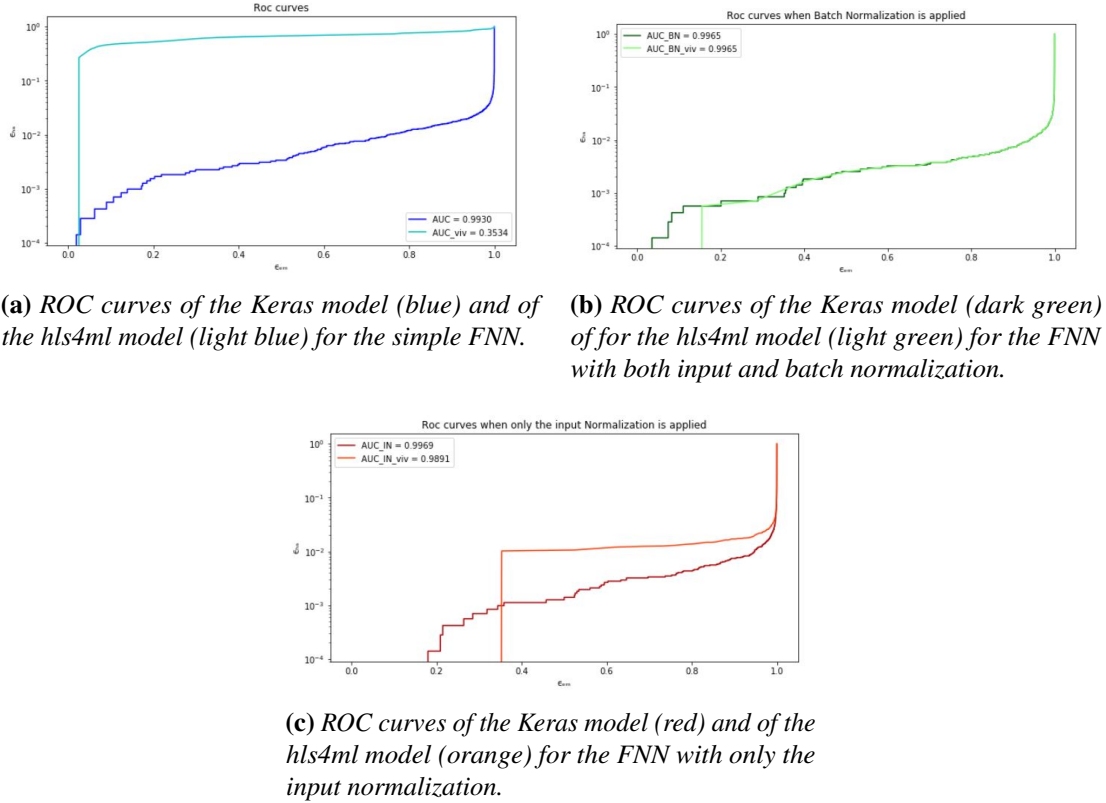 Roc curves
10⁰
10⁻¹
10⁻²
10⁻³
10⁻⁴
0.0 0.2 0.4 0.6 0.8 1.0
AUC = 0.9930
AUC_viv = 0.3534
(a) ROC curves of the Keras model (blue) and of
the hls4ml model (light blue) for the simple FNN.
Roc curves when Batch Normalization is applied
AUC_BN = 0.9965
AUC_BN_viv = 0.9965
10⁰
10⁻¹
10⁻²
10⁻³
10⁻⁴
0.0 0.2 0.4 0.6 0.8 1.0
(b) ROC curves of the Keras model (dark green)
of for the hls4ml model (light green) for the FNN
with both input and batch normalization.
Roc curves when only the input Normalization is applied
AUC_IN = 0.9969
AUC_IN_viv = 0.9891
10⁰
10⁻¹
10⁻²
10⁻³
10⁻⁴
0.0 0.2 0.4 0.6 0.8 1.0
(c) ROC curves of the Keras model (red) and of the
hls4ml model (orange) for the FNN with only the
input normalization.